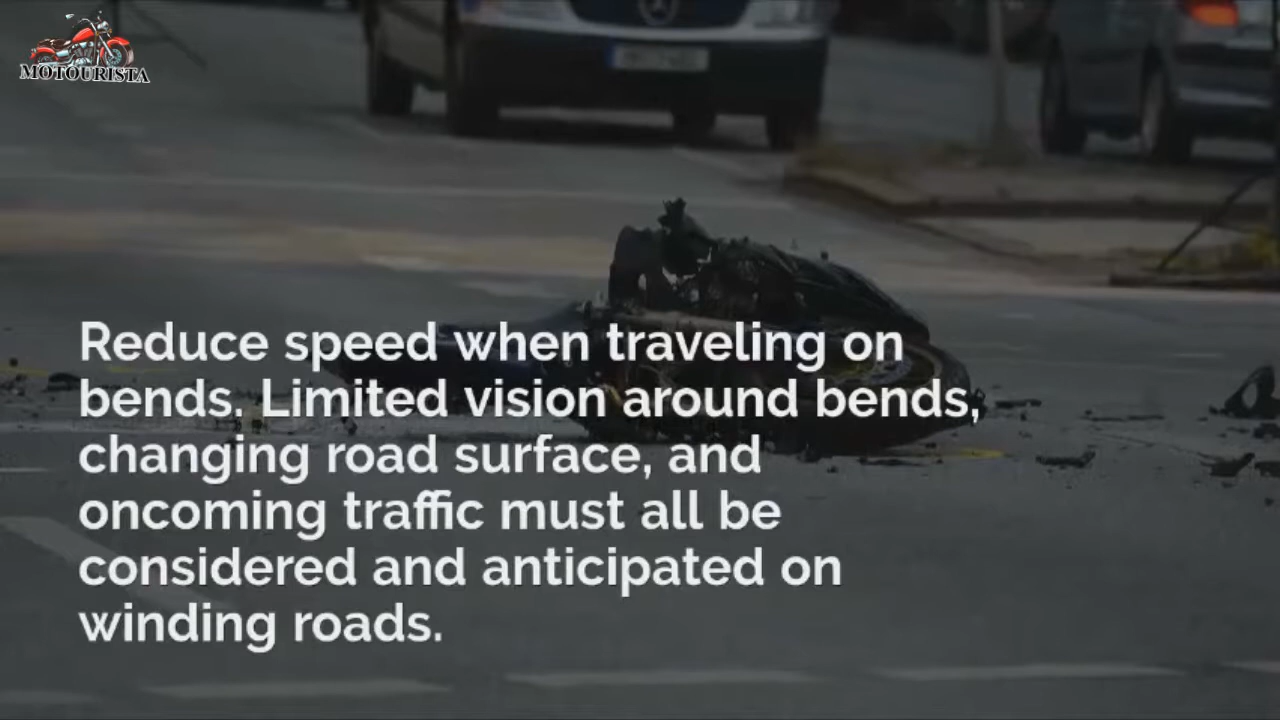 MOTOURISTA
Reduce speed when traveling on
bends. Limited vision around bends,
changing road surface, and
oncoming traffic must all be
considered and anticipated on
winding roads.